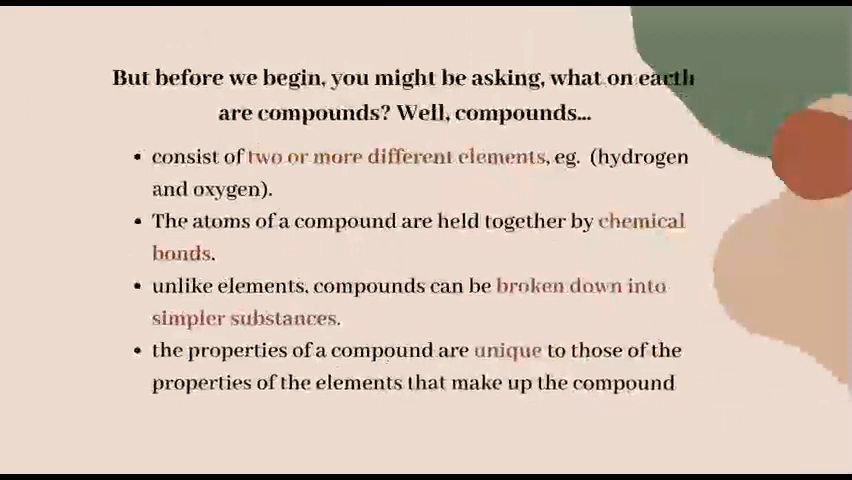 But before we begin, you might be asking, what on earth
are compounds? Well, compounds...
• consist of two or more different elements, eg. (hydrogen
and oxygen).
• The atoms of a compound are held together by chemical
bonds.
• unlike elements, compounds can be broken down into
simpler substances.
• the properties of a compound are unique to those of the
properties of the elements that make up the compound